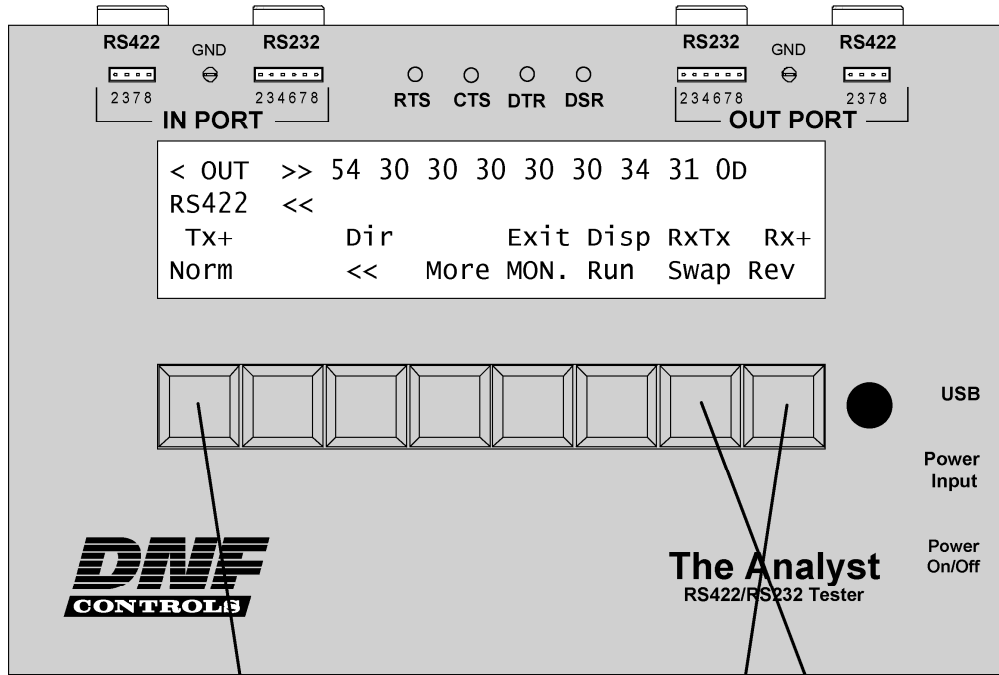 RS422 GND RS232 RS232 GND RS422
2378 234678 RTS CTS DTR DSR 234678 2378
IN PORT OUT PORT
< OUT >> 54 30 30 30 30 30 34 31 0D
RS422 <<
Tx+ Dir Exit Disp RxTx Rx+
Norm << More MON. Run Swap Rev
USB
Power
Input
DNF
CONTROLS
The Analyst
RS422/RS232 Tester
Power
On/Off